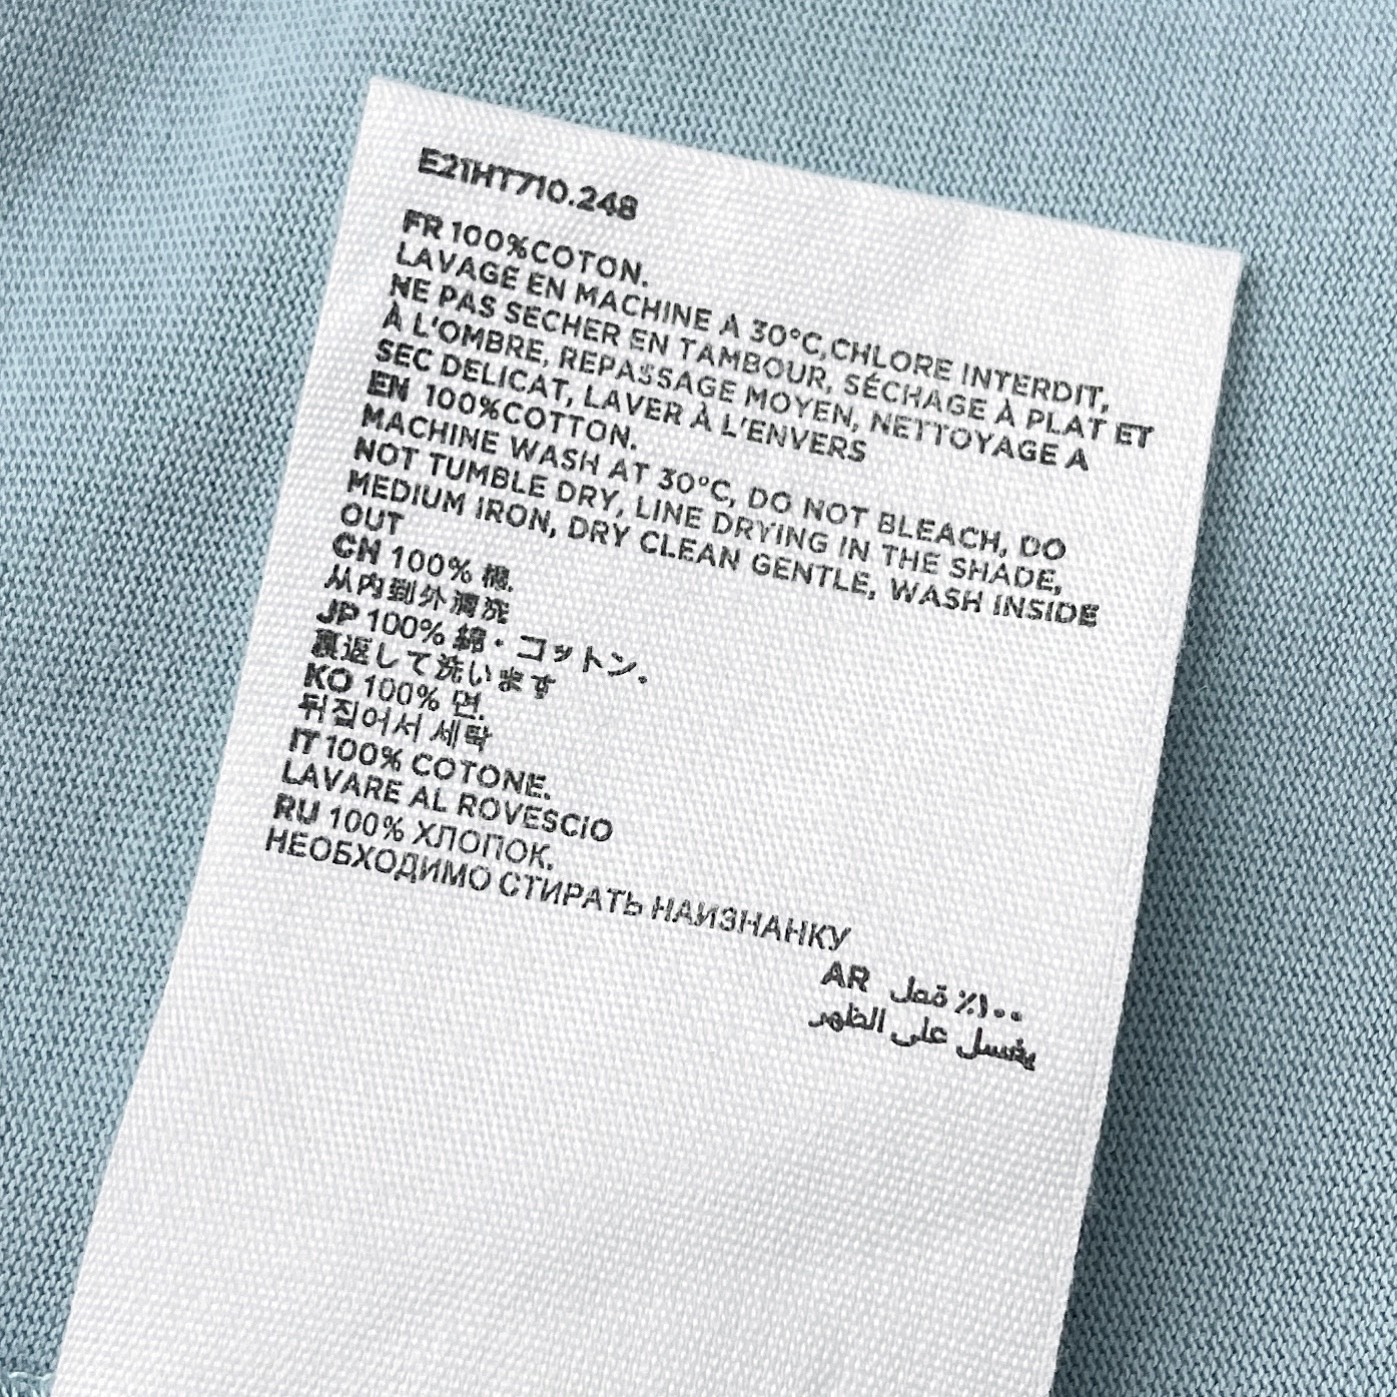 E21HT710.248
FR 100%COTON.
LAVAGE EN MACHINE A 30°C,CHLORE INTERDIT,
NE PAS SECHER EN TAMBOUR, SÉCHAGE À PLAT ET
À L'OMBRE, REPASSAGE MOYEN, NETTOYAGE A
SEC DELICAT, LAVER À L'ENVERS
EN 100%COTTON.
MACHINE WASH AT 30°C, DO NOT BLEACH, DO
NOT TUMBLE DRY, LINE DRYING IN THE SHADE,
MEDIUM IRON, DRY CLEAN GENTLE, WASH INSIDE
OUT
CH 100% 棉.
从内到外清洗
JP 100% 綿・コットン.
裏返して洗います
KO 100% 면.
뒤집어서 세탁
IT 100% COTONE.
LAVARE AL ROVESCIO
RU 100% ХЛОПОК.
НЕОБХОДИМО СТИРАТЬ НАИЗНАНКУ
AR ١٠٠٪
يغسل على الظهر